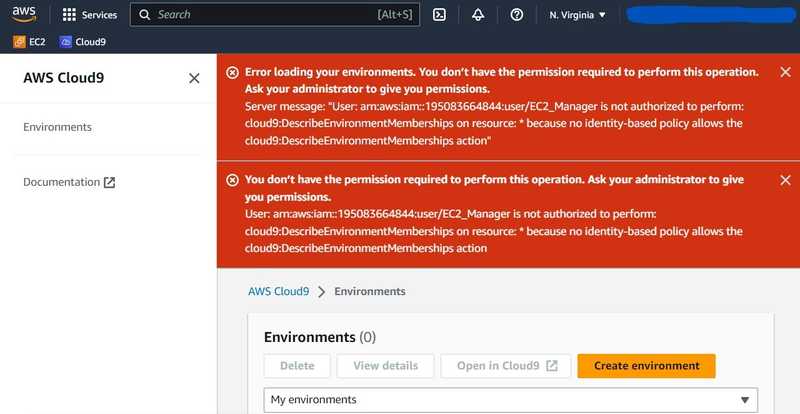 aws
Services
Search
[Alt+S]
N. Virginia
EC2
Cloud9
AWS Cloud9
Environments
Documentation
Error loading your environments. You don't have the permission required to perform this operation.
Ask your administrator to give you permissions.
Server message: "User: arn:aws:iam::195083664844:user/EC2_Manager is not authorized to perform:
cloud9:DescribeEnvironmentMemberships on resource: * because no identity-based policy allows the
cloud9:DescribeEnvironmentMemberships action"
You don't have the permission required to perform this operation. Ask your administrator to give
you permissions.
User: arn:aws:iam::195083664844:user/EC2_Manager is not authorized to perform:
cloud9:DescribeEnvironmentMemberships on resource: * because no identity-based policy allows the
cloud9:DescribeEnvironmentMemberships action
AWS Cloud9 > Environments
Environments (0)
Delete
View details
Open in Cloud9
Create environment
My environments